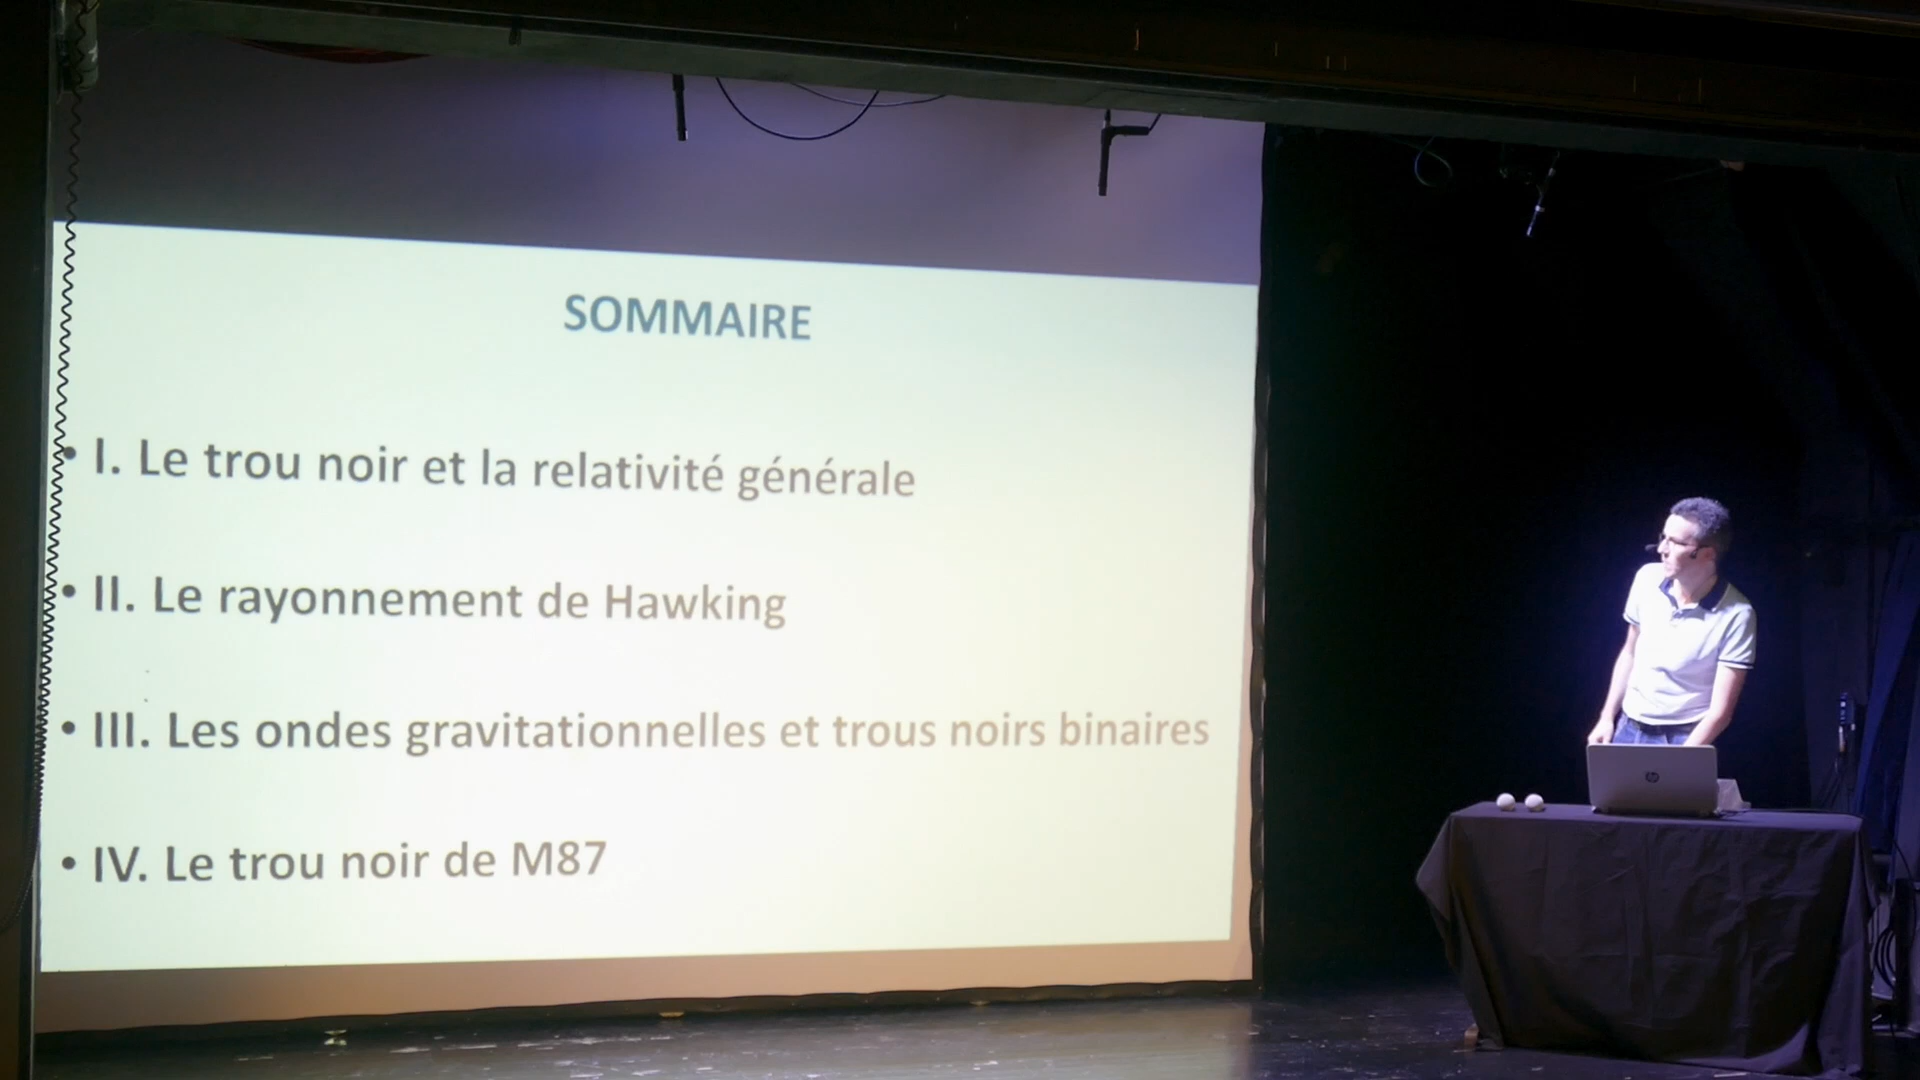 SOMMAIRE
• I. Le trou noir et la relativité générale
• II. Le rayonnement de Hawking
• III. Les ondes gravitationnelles et trous noirs binaires
• IV. Le trou noir de M87
hp